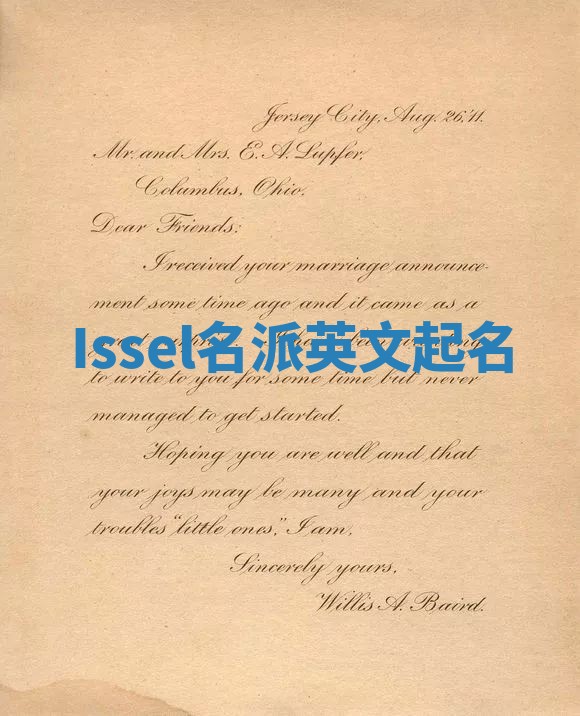 Jersey City, Aug. 26, '11.
Mr. and Mrs. E. A. Lupfer,
Columbus, Ohio.
Dear Friends:
I received your marriage announce-
ment some time ago and it came as a
Issel名派英文起名
to write to you for some time but never
managed to get started.
Hoping you are well and that
your joys may be many and your
troubles "little ones," I am,
Sincerely yours,
Willis A. Baird.